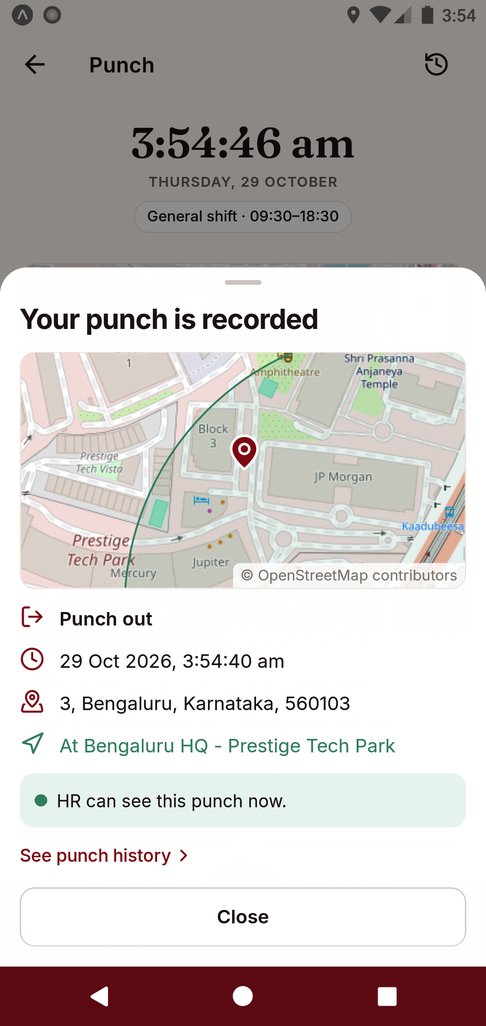 3:54
Punch
3:54:46 am
THURSDAY, 29 OCTOBER
General shift · 09:30–18:30
Your punch is recorded
1
Amphitheatre
Shri Prasanna
Anjaneya
Temple
Block
3
Prestige
Tech Vista
JP Morgan
Kaadubeesa
Prestige
Tech Park
Mercury
Jupiter
© OpenStreetMap contributors
Punch out
29 Oct 2026, 3:54:40 am
3, Bengaluru, Karnataka, 560103
At Bengaluru HQ - Prestige Tech Park
HR can see this punch now.
See punch history
Close